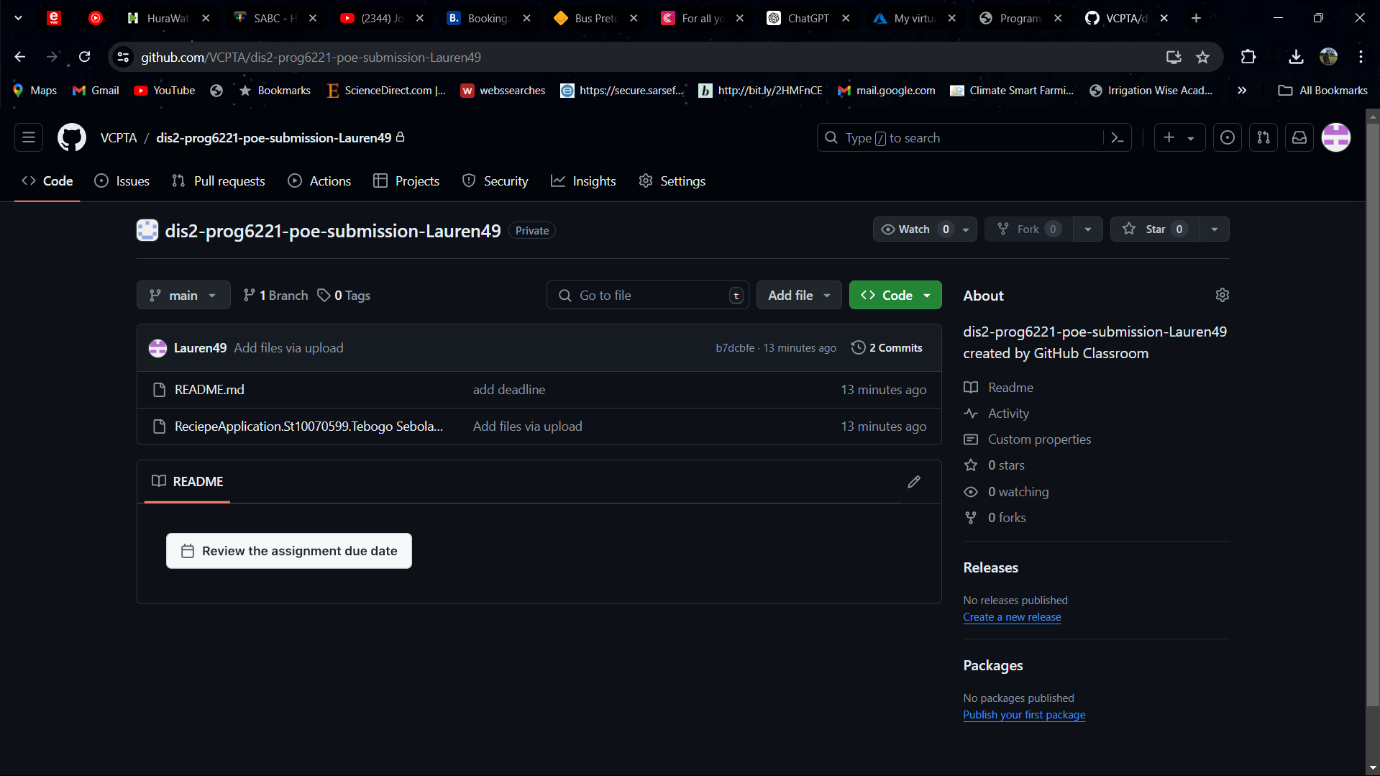 HuraWat
SABC - H
(2344) Jo
Booking.
Bus Preto
For all yo
ChatGPT
My virtu
Program
VCPTA/d
github.com/VCPTA/dis2-prog6221-poe-submission-Lauren49
Maps
Gmail
YouTube
Bookmarks
ScienceDirect.com |...
webssearches
https://secure.sarsef...
http://bit.ly/2HMFnCE
mail.google.com
Climate Smart Farmi...
Irrigation Wise Acad...
»
All Bookmarks
VCPTA / dis2-prog6221-poe-submission-Lauren49
Type / to search
Code
Issues
Pull requests
Actions
Projects
Security
Insights
Settings
dis2-prog6221-poe-submission-Lauren49 Private
Watch 0
Fork 0
Star 0
main
1 Branch
0 Tags
Go to file t
Add file
Code
Lauren49 Add files via upload
b7dcbfe · 13 minutes ago
2 Commits
README.md add deadline 13 minutes ago
ReciepeApplication.St10070599.Tebogo Sebola... Add files via upload 13 minutes ago
README
Review the assignment due date
About
dis2-prog6221-poe-submission-Lauren49
created by GitHub Classroom
Readme
Activity
Custom properties
0 stars
0 watching
0 forks
Releases
No releases published
Create a new release
Packages
No packages published
Publish your first package